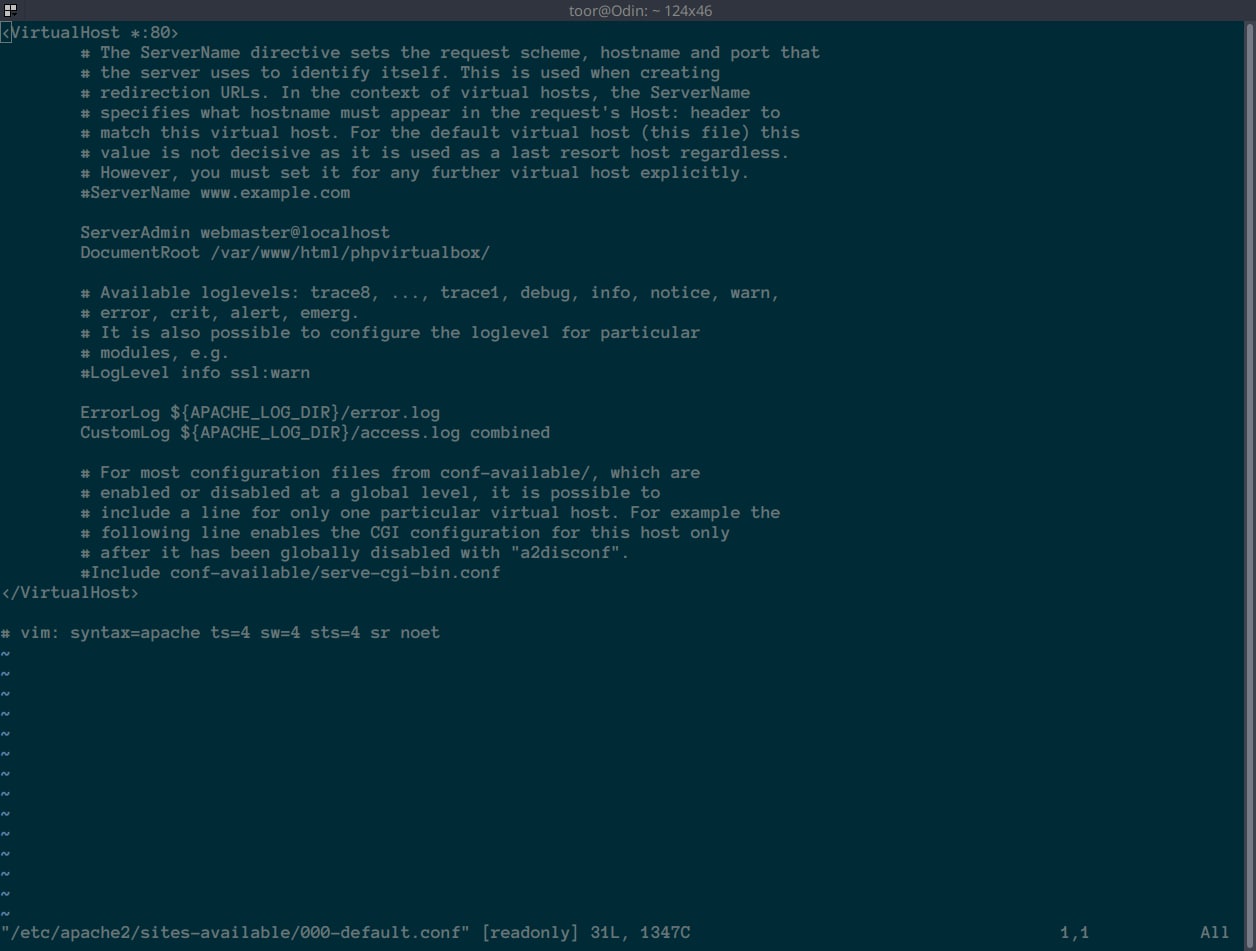 toor@Odin: ~ 124x46
<VirtualHost *:80>
        # The ServerName directive sets the request scheme, hostname and port that
        # the server uses to identify itself. This is used when creating
        # redirection URLs. In the context of virtual hosts, the ServerName
        # specifies what hostname must appear in the request's Host: header to
        # match this virtual host. For the default virtual host (this file) this
        # value is not decisive as it is used as a last resort host regardless.
        # However, you must set it for any further virtual host explicitly.
        #ServerName www.example.com

        ServerAdmin webmaster@localhost
        DocumentRoot /var/www/html/phpvirtualbox/

        # Available loglevels: trace8, ..., trace1, debug, info, notice, warn,
        # error, crit, alert, emerg.
        # It is also possible to configure the loglevel for particular
        # modules, e.g.
        #LogLevel info ssl:warn

        ErrorLog ${APACHE_LOG_DIR}/error.log
        CustomLog ${APACHE_LOG_DIR}/access.log combined

        # For most configuration files from conf-available/, which are
        # enabled or disabled at a global level, it is possible to
        # include a line for only one particular virtual host. For example the
        # following line enables the CGI configuration for this host only
        # after it has been globally disabled with "a2disconf".
        #Include conf-available/serve-cgi-bin.conf
</VirtualHost>

# vim: syntax=apache ts=4 sw=4 sts=4 sr noet
~
~
~
~
~
~
~
~
~
~
~
~
~
~
"/etc/apache2/sites-available/000-default.conf" [readonly] 31L, 1347C 1,1 All